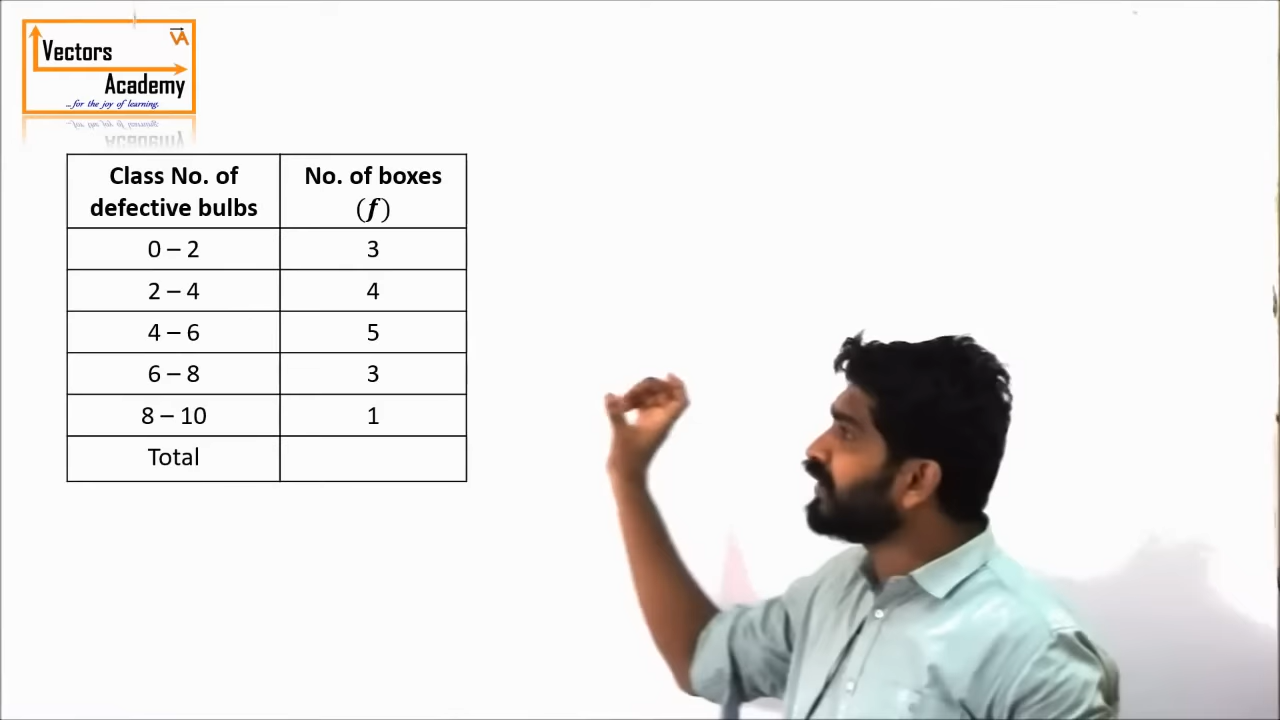 VA
Vectors
Academy
...for the joy of learning.
Class No. of defective bulbs
No. of boxes (f)
0 – 2 3
2 – 4 4
4 – 6 5
6 – 8 3
8 – 10 1
Total